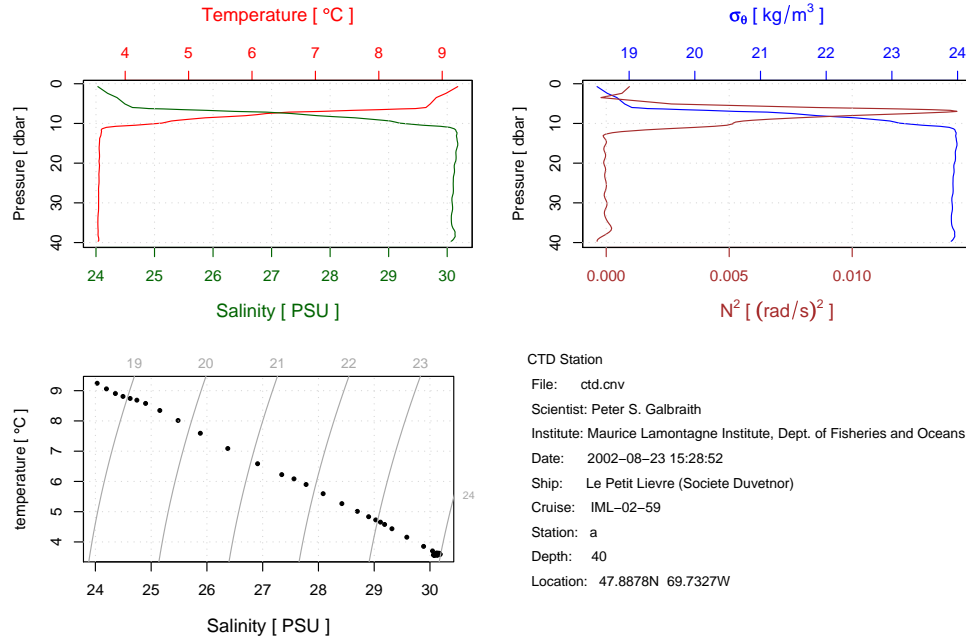 Temperature [ °C ]
4 5 6 7 8 9
Pressure [ dbar ]
0
10
20
30
40
24 25 26 27 28 29 30
Salinity [ PSU ]
σθ [ kg/m³ ]
19 20 21 22 23 24
Pressure [ dbar ]
0
10
20
30
40
0.000 0.005 0.010
N² [ (rad/s)² ]
19 20 21 22 23
24
temperature [ °C ]
9
8
7
6
5
4
24 25 26 27 28 29 30
Salinity [ PSU ]
CTD Station
File: ctd.cnv
Scientist: Peter S. Galbraith
Institute: Maurice Lamontagne Institute, Dept. of Fisheries and Oceans
Date: 2002−08−23 15:28:52
Ship: Le Petit Lievre (Societe Duvetnor)
Cruise: IML−02−59
Station: a
Depth: 40
Location: 47.8878N 69.7327W